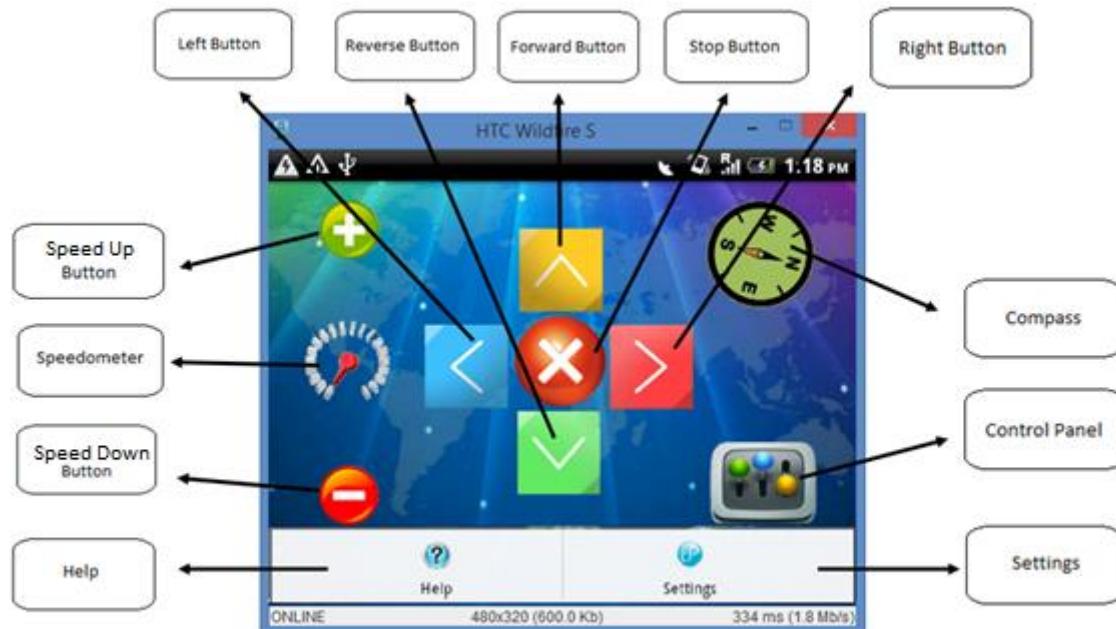 Left Button
Reverse Button
Forward Button
Stop Button
Right Button
HTC Wildfire S
R
1.18 PM
Speed Up
Button
W
S
N
E
Compass
Speedometer
Control Panel
Speed Down
Button
Help
Help
Settings
Settings
ONLINE
480x320 (600.0 Kb)
334 ms (1.8 Mb/s)